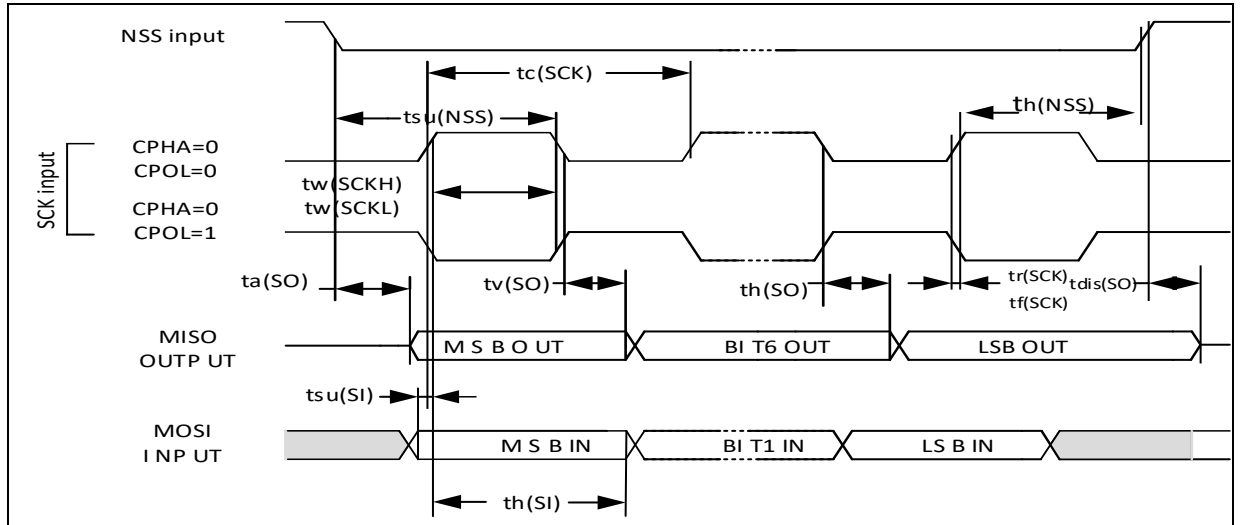 NSS input
tc(SCK)
tsu(NSS)
th(NSS)
SCK input
CPHA=0
CPOL=0
CPHA=0
CPOL=1
tw(SCKH)
tw(SCKL)
ta(SO)
tv(SO)
th(SO)
tr(SCK)
tf(SCK)
tdis(SO)
MISO
OUTP UT
M S B O UT
BI T6 OUT
LSB OUT
tsu(SI)
MOSI
I NP UT
M S B IN
BI T1 IN
LS B IN
th(SI)